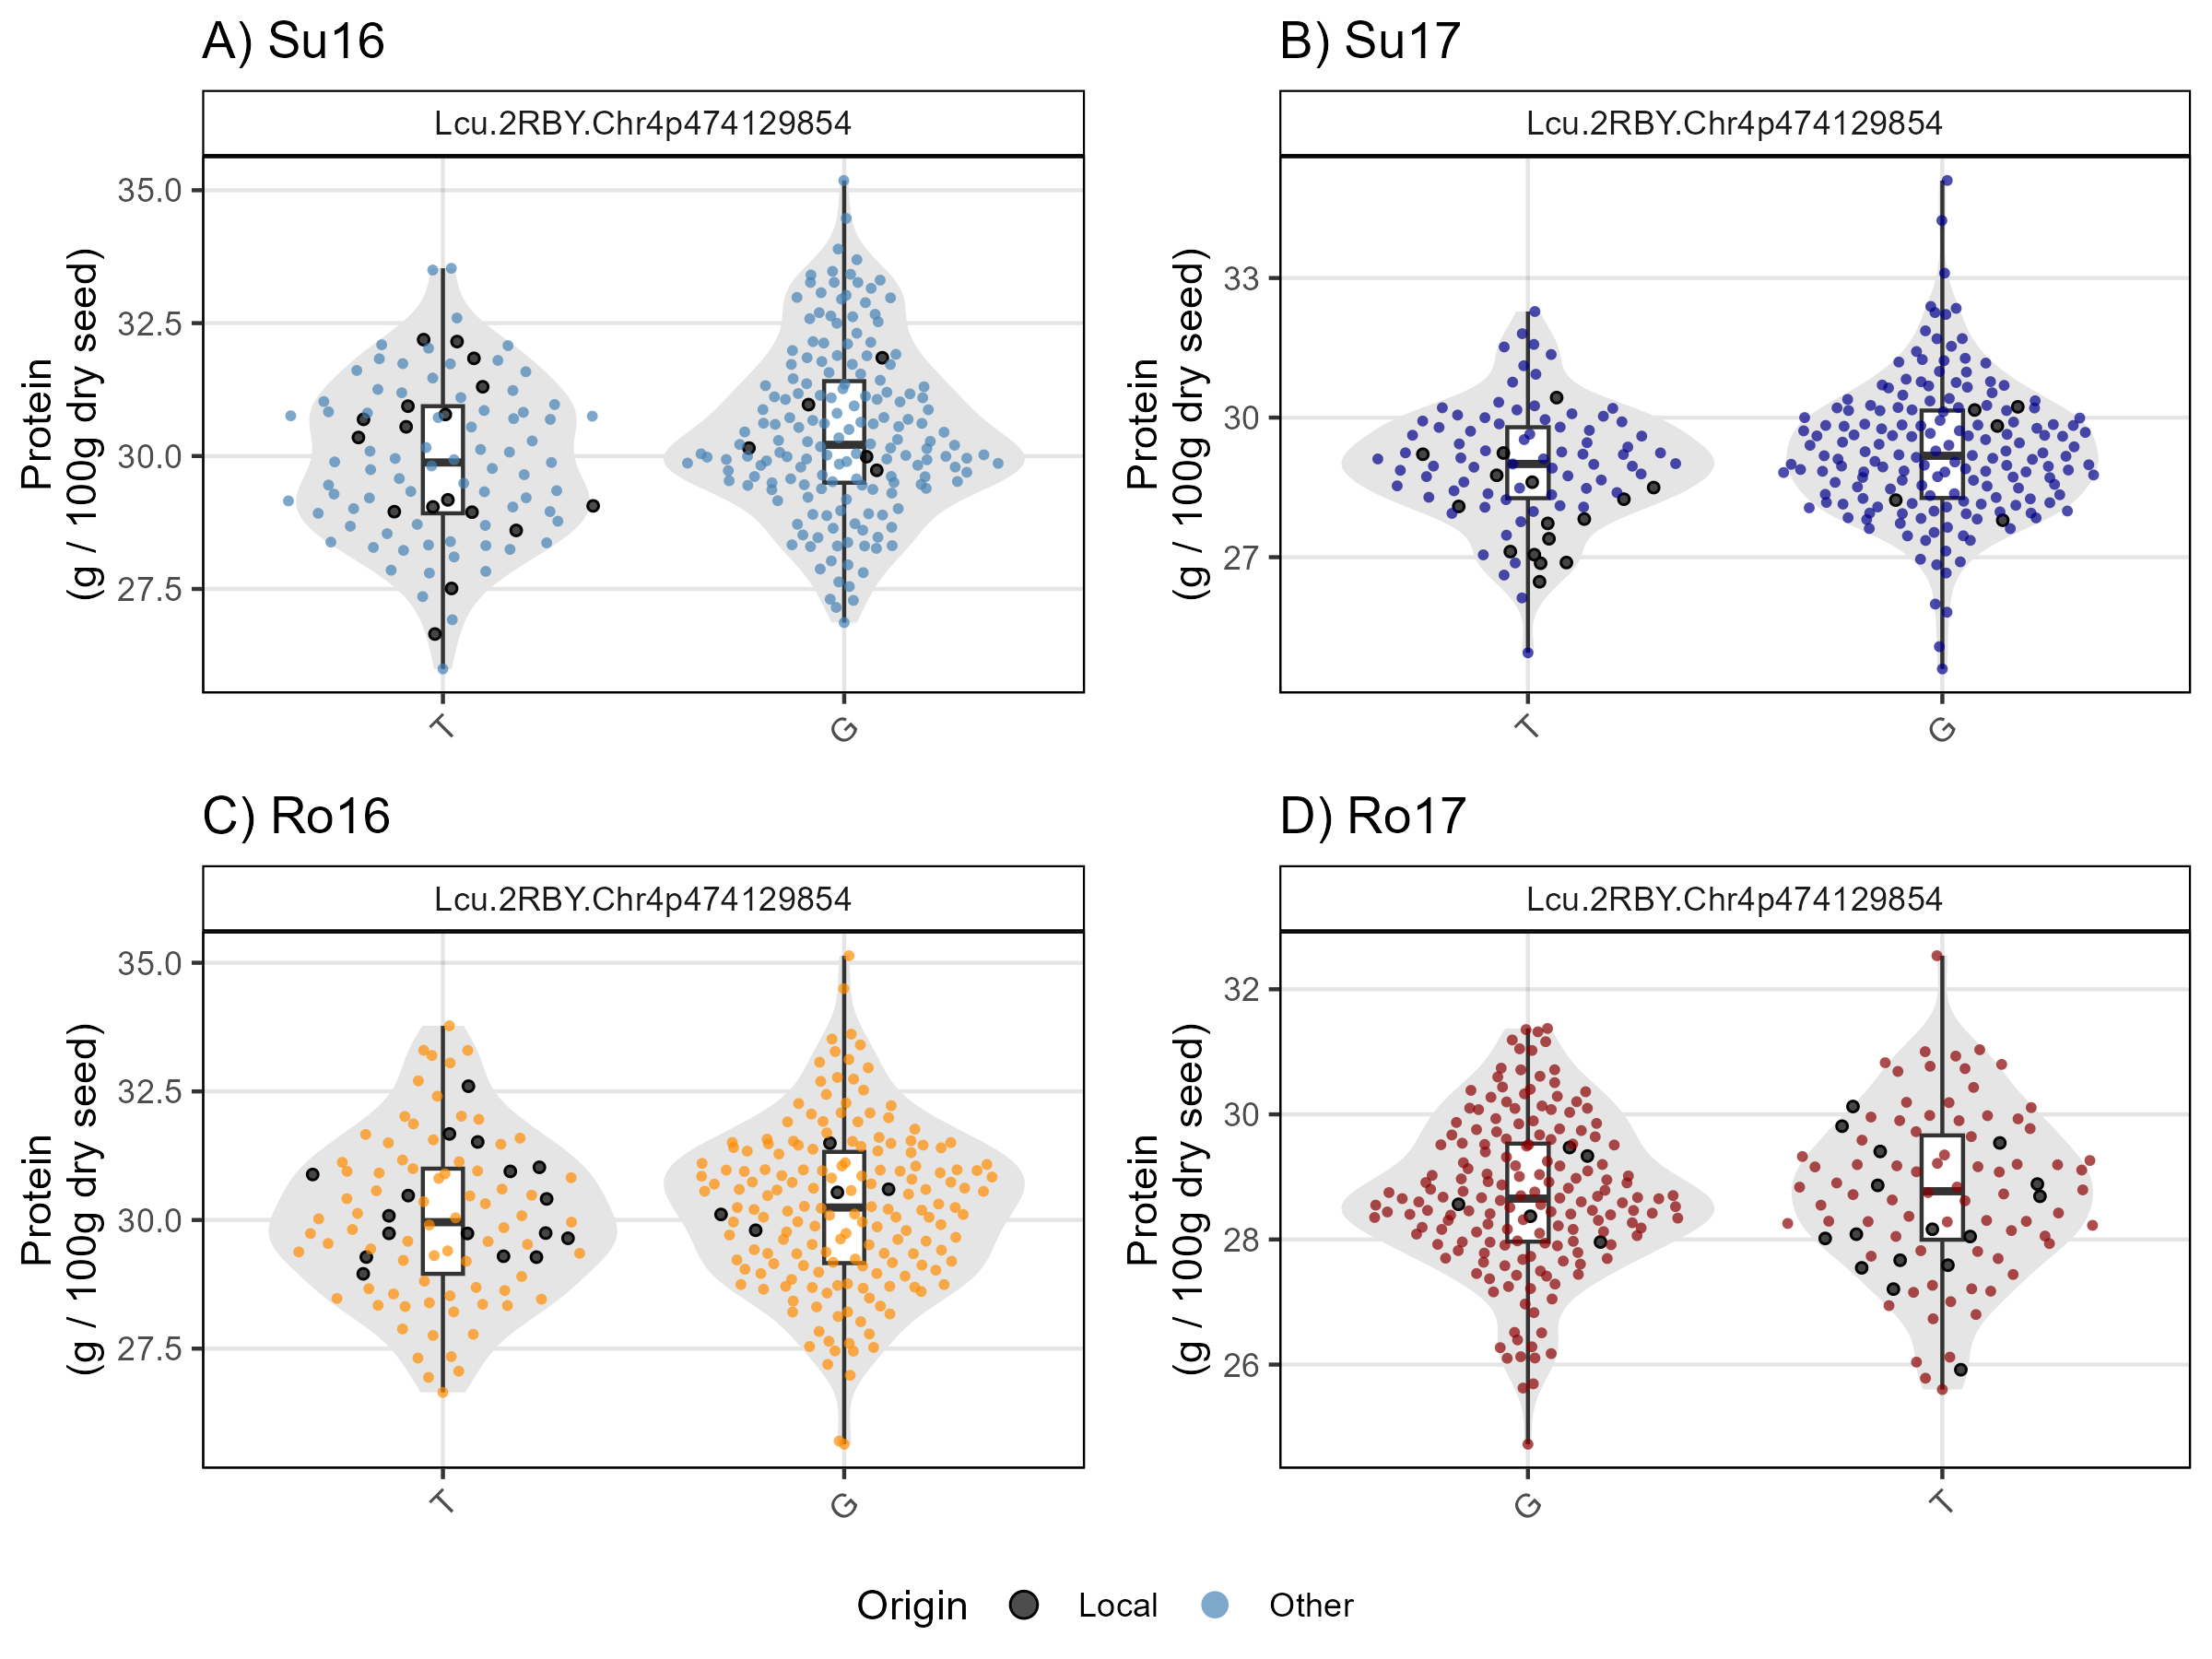 A) Su16
Lcu.2RBY.Chr4p474129854
Protein
(g / 100g dry seed)
35.0
32.5
30.0
27.5
T
G
B) Su17
Lcu.2RBY.Chr4p474129854
Protein
(g / 100g dry seed)
33
30
27
T
G
C) Ro16
Lcu.2RBY.Chr4p474129854
Protein
(g / 100g dry seed)
35.0
32.5
30.0
27.5
T
G
D) Ro17
Lcu.2RBY.Chr4p474129854
Protein
(g / 100g dry seed)
32
30
28
26
G
T
Origin Local Other